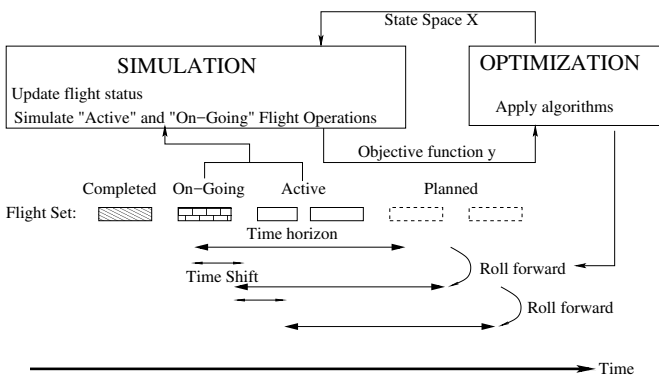 State Space X
SIMULATION
Update flight status
Simulate "Active" and "On-Going" Flight Operations
OPTIMIZATION
Apply algorithms
Objective function y
Completed On-Going Active Planned
Flight Set:
Time horizon
Time Shift
Roll forward
Roll forward
Time